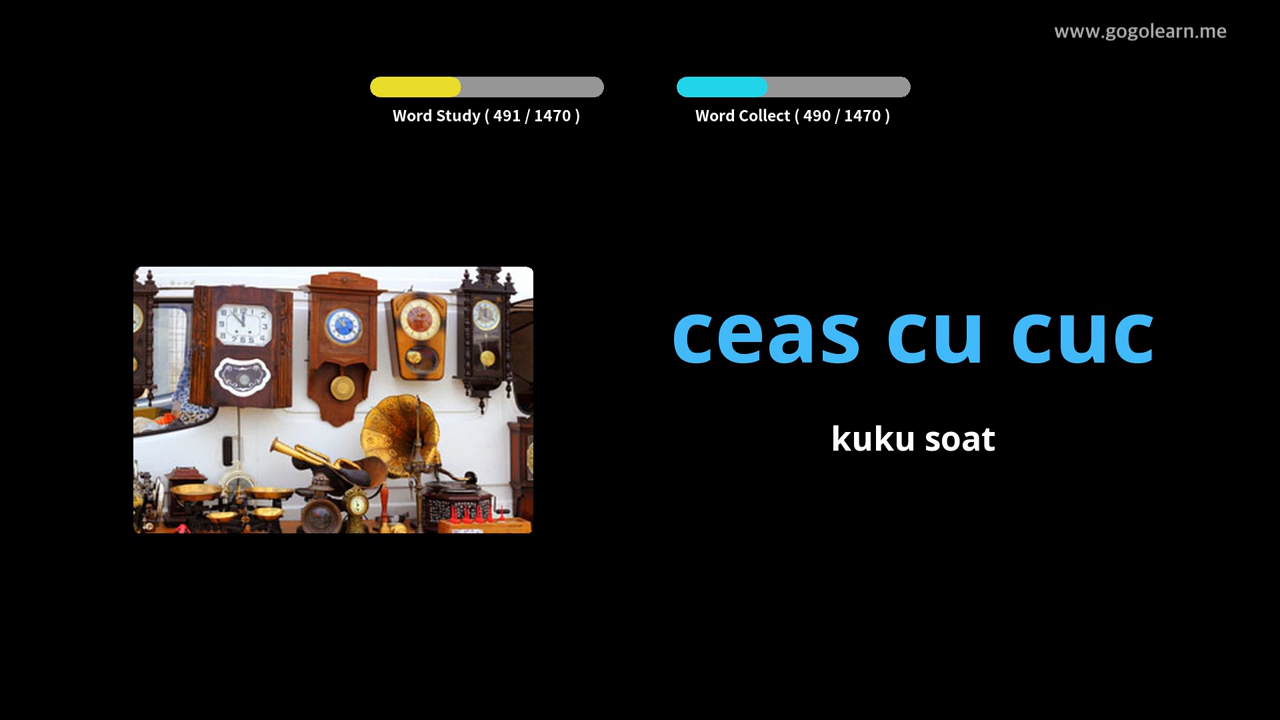 www.gogolearn.me
Word Study ( 491 / 1470 )
Word Collect ( 490 / 1470 )
ceas cu cuc
kuku soat